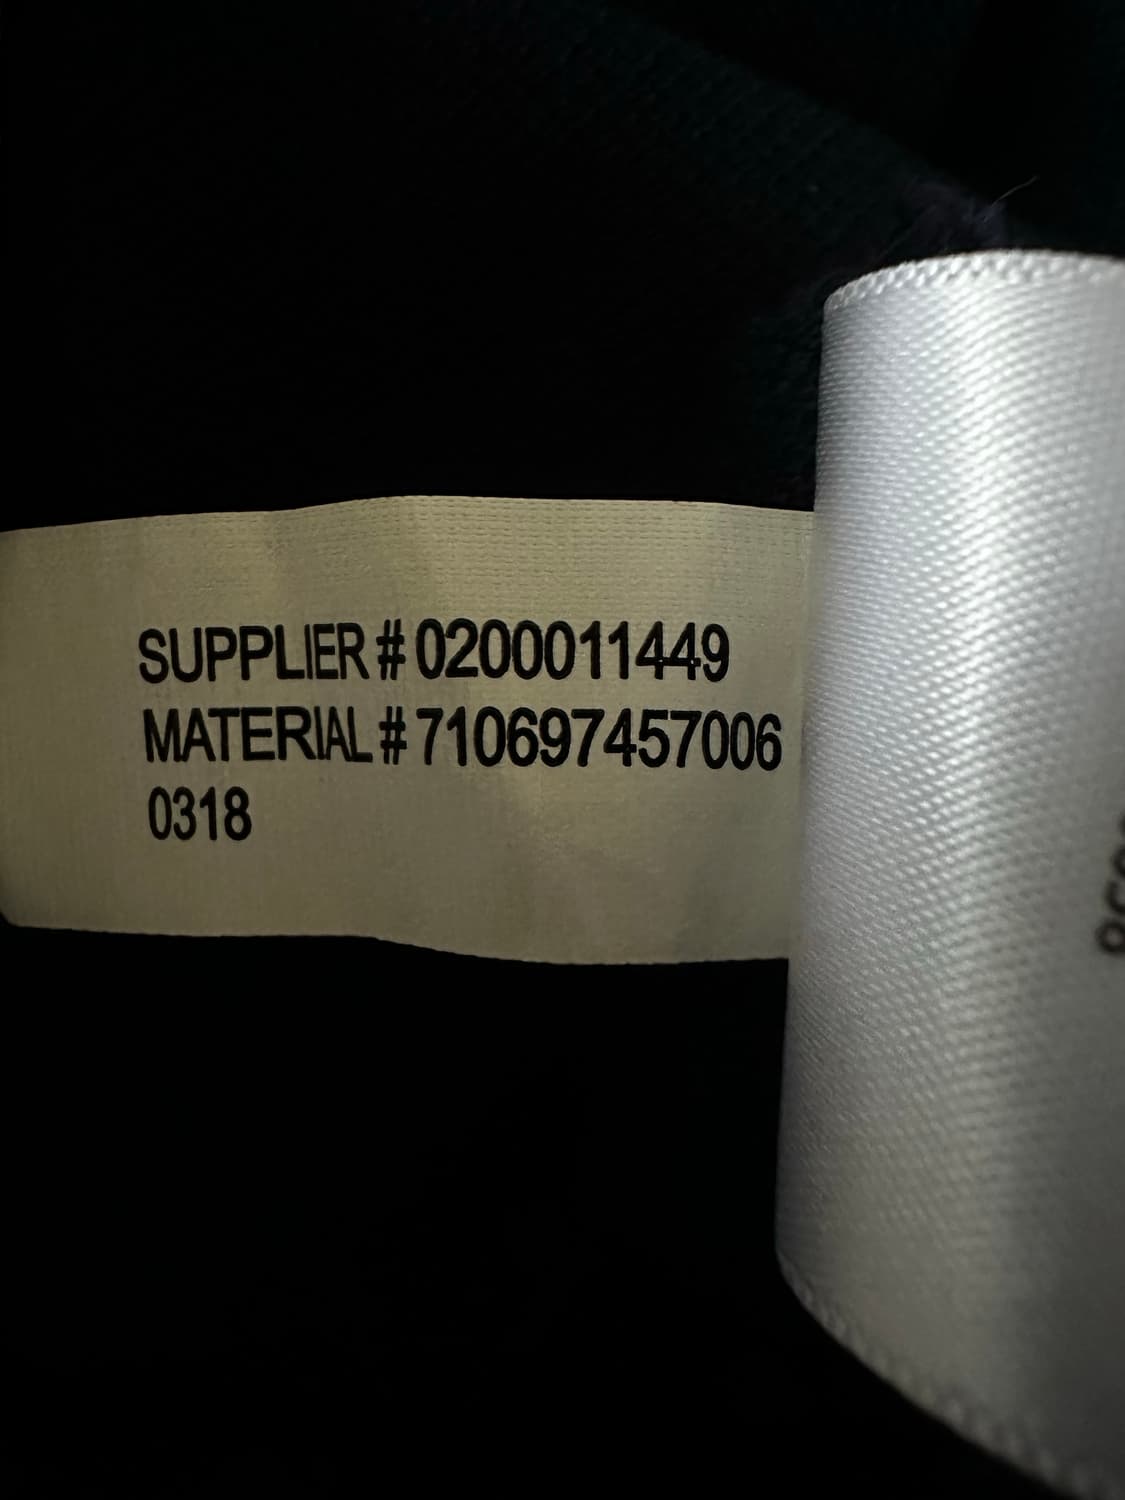 SUPPLIER # 0200011449
MATERIAL # 710697457006
0318